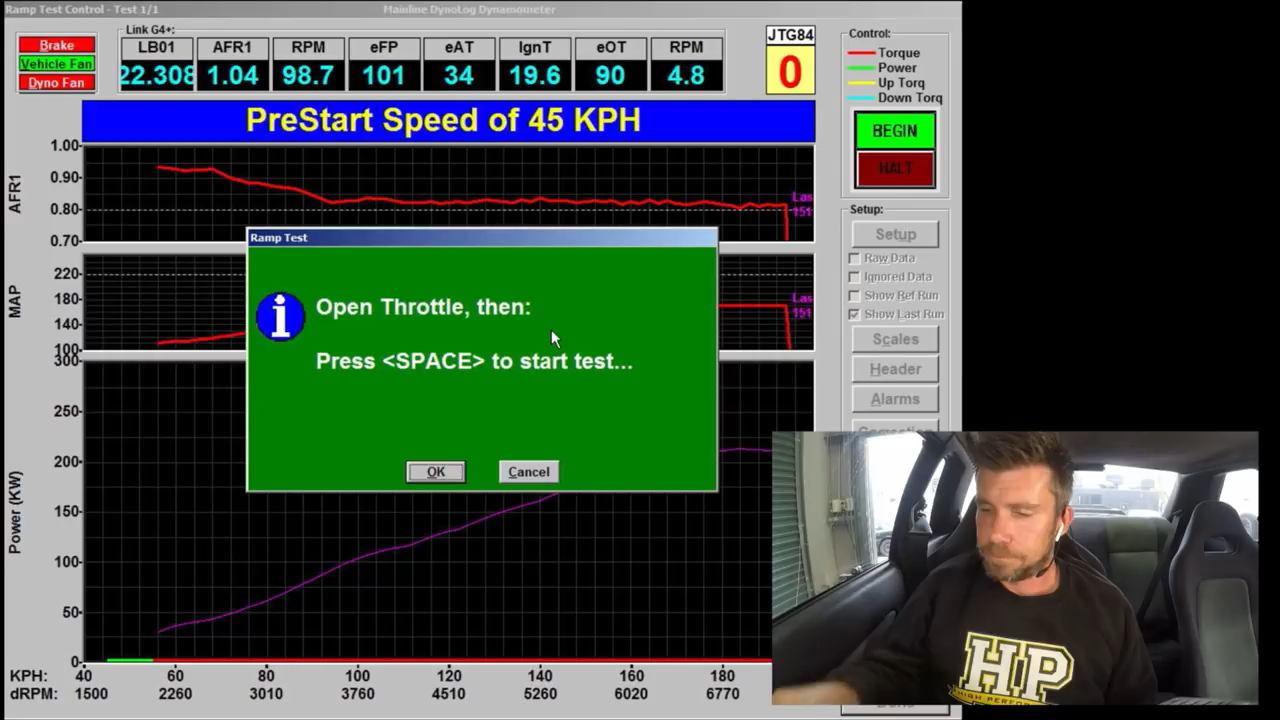 Ramp Test Control - Test 1/1
Mainline DynoLog Dynamometer
Brake
Vehicle Fan
Dyno Fan
Link G4+:
LB01 AFR1 RPM eFP eAT IgnT eOT RPM
22.308 1.04 98.7 101 34 19.6 90 4.8
JTG84
0
Control:
Torque
Power
Up Torq
Down Torq
BEGIN
HALT
PreStart Speed of 45 KPH
1.00
0.90
0.80
0.70
AFR1
Las
151
220
180
140
100
MAP
Las
151
300
250
200
150
100
50
0
Power (KW)
Ramp Test
Open Throttle, then:
Press <SPACE> to start test...
OK
Cancel
Setup:
Setup
Raw Data
Ignored Data
Show Ref Run
Show Last Run
Scales
Header
Alarms
KPH: 40 60 80 100 120 140 160 180
dRPM: 1500 2260 3010 3760 4510 5260 6020 6770
HP